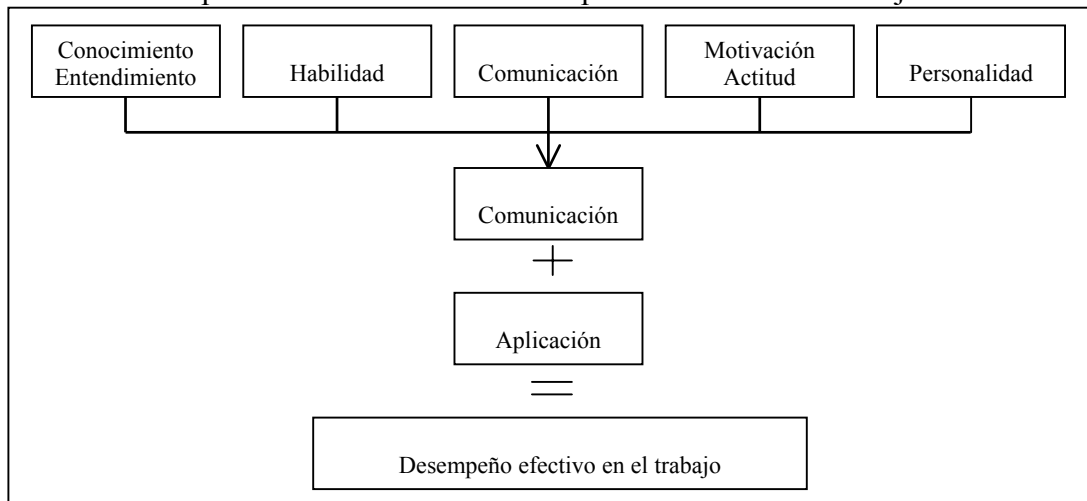 Conocimiento
Entendimiento
Habilidad
Comunicación
Motivación
Actitud
Personalidad
Comunicación
+
Aplicación
=
Desempeño efectivo en el trabajo